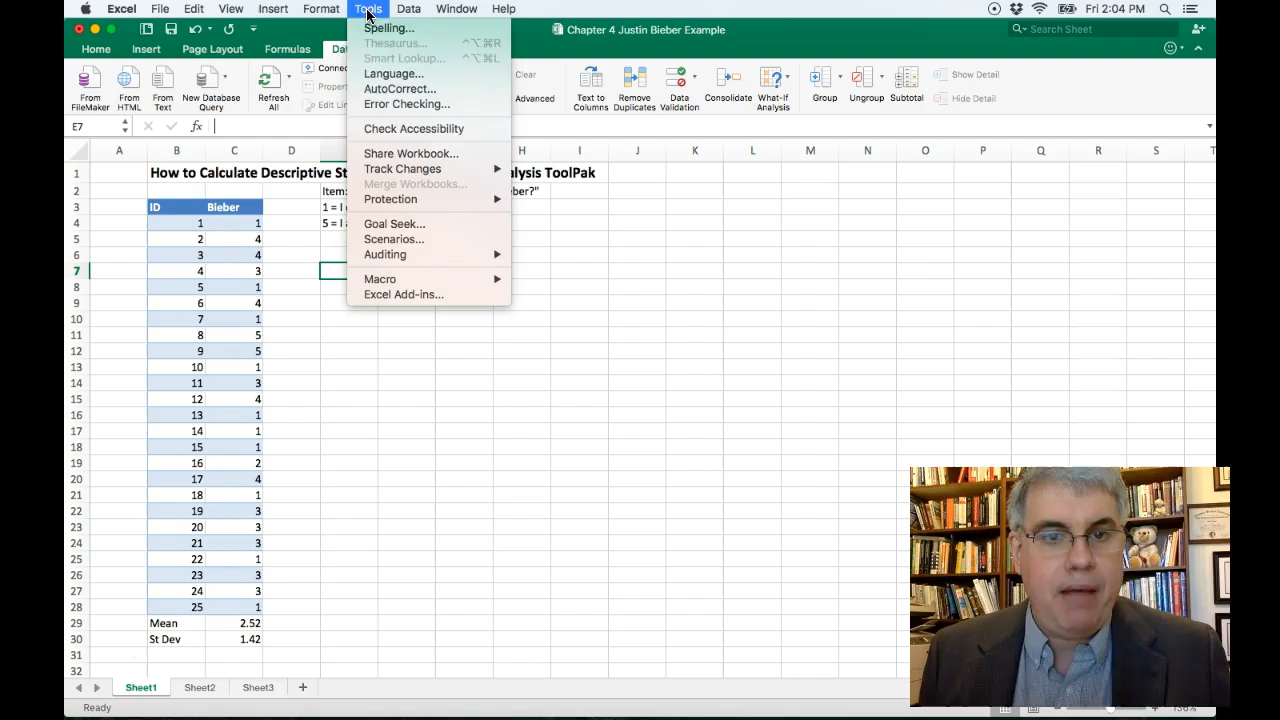 Excel File Edit View Insert Format Tools Data Window Help Fri 2:04 PM
Chapter 4 Justin Bieber Example
Search Sheet
Home Insert Page Layout Formulas
From FileMaker
From HTML
From Text
New Database Query
Refresh All
Clear
Advanced
Text to Columns
Remove Duplicates
Data Validation
Consolidate
What-If Analysis
Group
Ungroup
Subtotal
Show Detail
Hide Detail
Spelling...
Thesaurus... ^⌥⌘R
Smart Lookup... ^⌥⌘L
Language...
AutoCorrect...
Error Checking...
Check Accessibility
Share Workbook...
Track Changes
Merge Workbooks...
Protection
Goal Seek...
Scenarios...
Auditing
Macro
Excel Add-ins...
E7 fx
A B C D H I J K L M N O P Q R S T
1 How to Calculate Descriptive ToolPak
2 Item:
3 ID Bieber 1 = I
4 1 1 5 = I
5 2 4
6 3 4
7 4 3
8 5 1
9 6 4
10 7 1
11 8 5
12 9 5
13 10 1
14 11 3
15 12 4
16 13 1
17 14 1
18 15 1
19 16 2
20 17 4
21 18 1
22 19 3
23 20 3
24 21 3
25 22 1
26 23 3
27 24 3
28 25 1
29 Mean 2.52
30 St Dev 1.42
31
32
Sheet1 Sheet2 Sheet3 +
Ready 136%